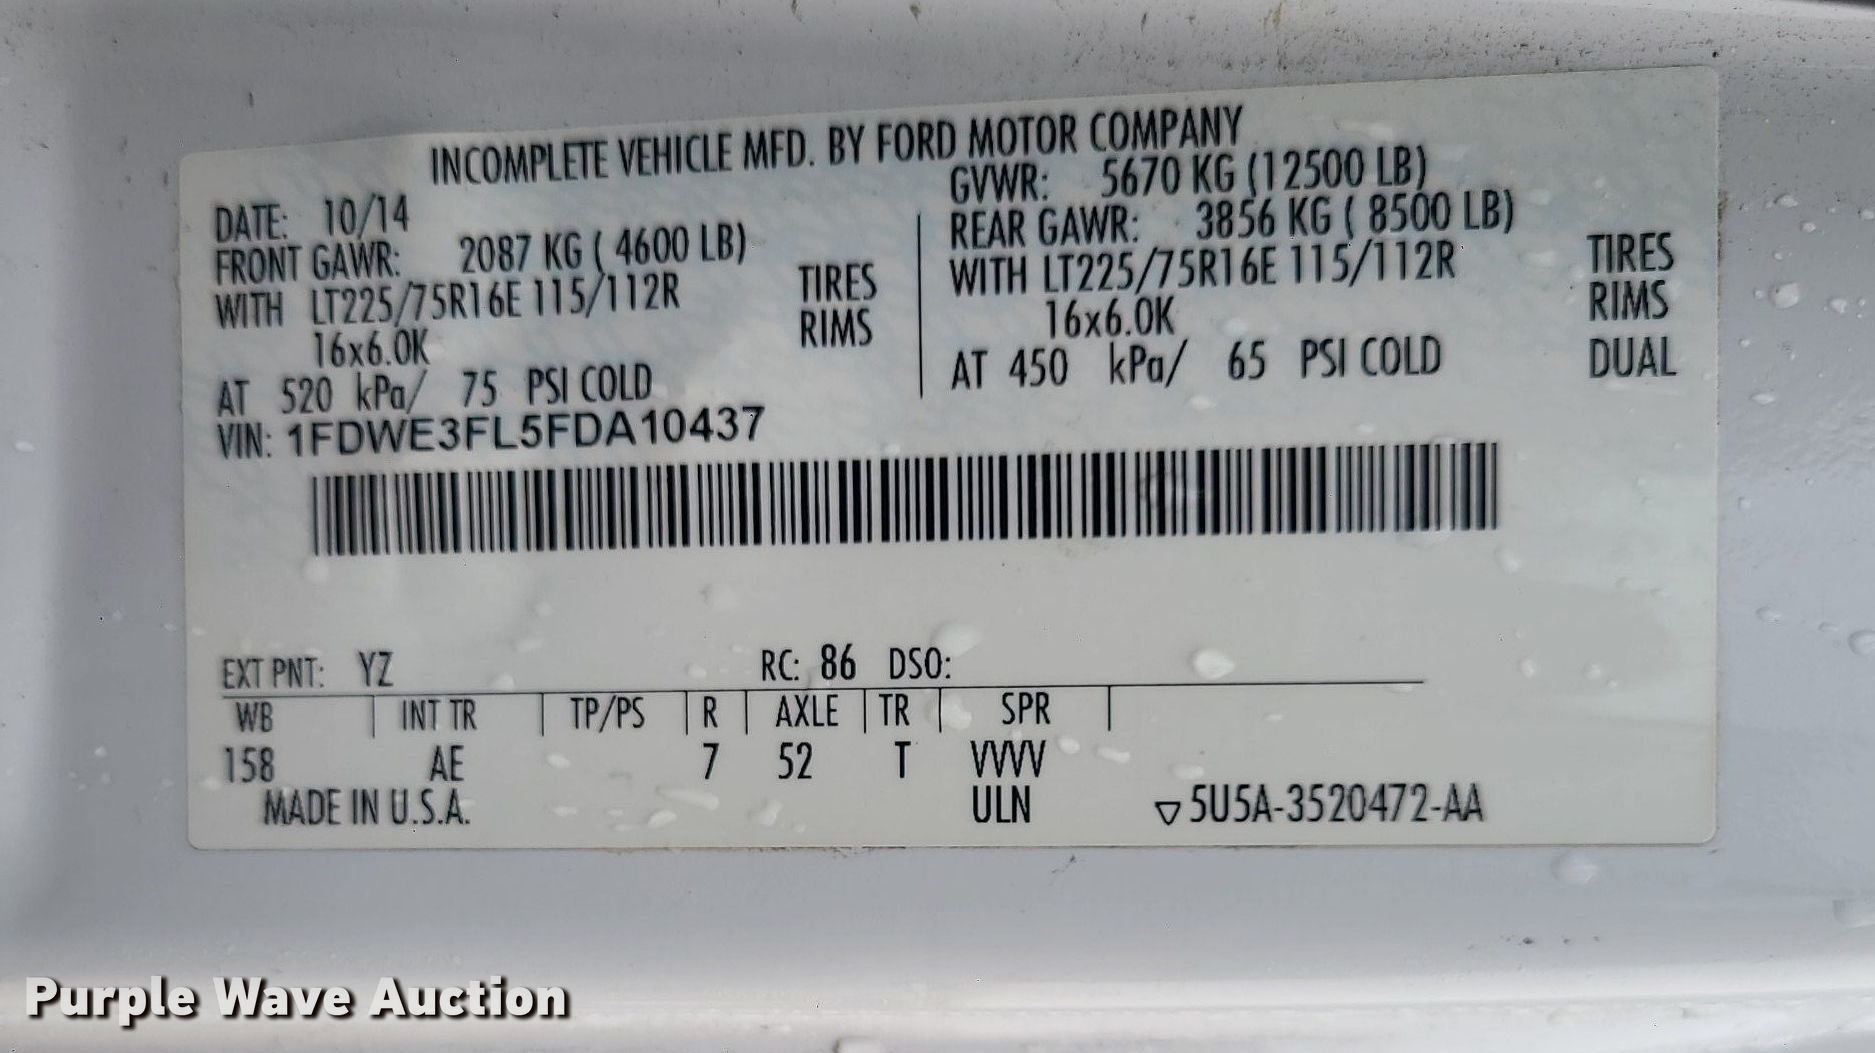 INCOMPLETE VEHICLE MFD. BY FORD MOTOR COMPANY
DATE: 10/14
FRONT GAWR: 2087 KG ( 4600 LB)
WITH LT225/75R16E 115/112R TIRES
16x6.0K RIMS
AT 520 kPa/ 75 PSI COLD
GVWR: 5670 KG (12500 LB)
REAR GAWR: 3856 KG ( 8500 LB)
WITH LT225/75R16E 115/112R TIRES
16x6.0K RIMS
AT 450 kPa/ 65 PSI COLD DUAL
VIN: 1FDWE3FL5FDA10437
EXT PNT: YZ RC: 86 DSO:
WB | INT TR | TP/PS | R | AXLE | TR | SPR |
158 AE 7 52 T VVVV
MADE IN U.S.A. ULN ▽5U5A-3520472-AA
Purple Wave Auction